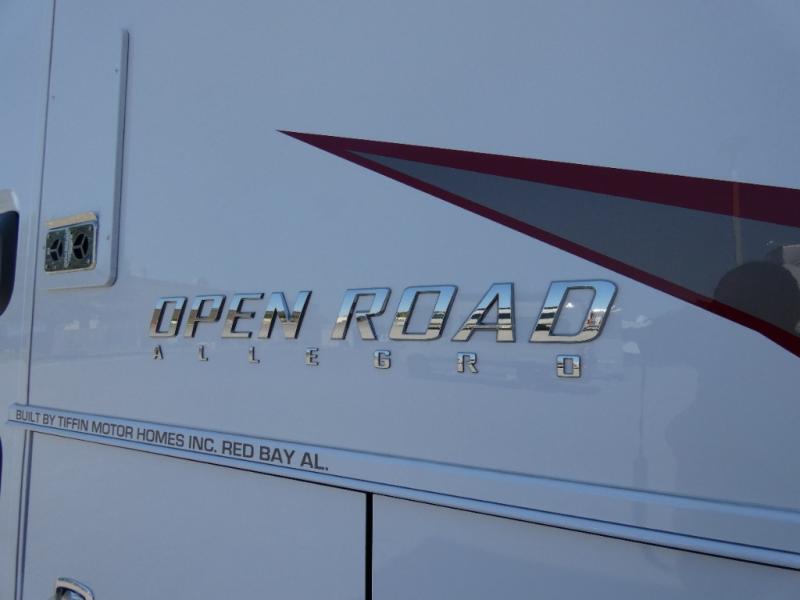 OPEN ROAD
ALLEGRO
BUILT BY TIFFIN MOTOR HOMES INC. RED BAY AL.